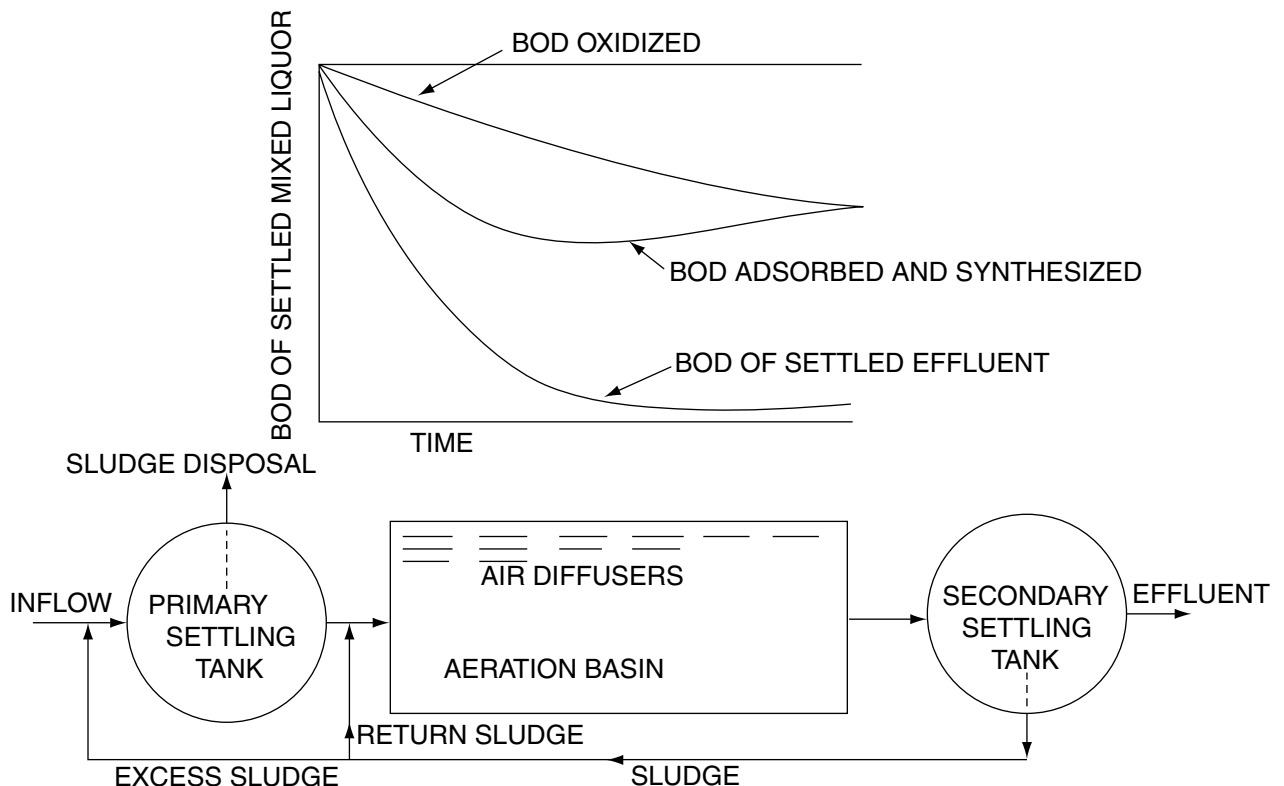 BOD OF SETTLED MIXED LIQUOR
BOD OXIDIZED
BOD ADSORBED AND SYNTHESIZED
BOD OF SETTLED EFFLUENT
TIME
SLUDGE DISPOSAL
INFLOW
PRIMARY
SETTLING
TANK
AIR DIFFUSERS
AERATION BASIN
SECONDARY
SETTLING
TANK
EFFLUENT
RETURN SLUDGE
EXCESS SLUDGE
SLUDGE